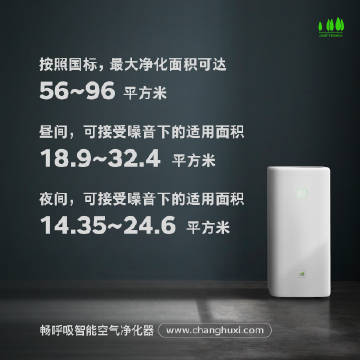 按照国标，最大净化面积可达
56~96 平方米
昼间，可接受噪音下的适用面积
18.9~32.4 平方米
夜间，可接受噪音下的适用面积
14.35~24.6 平方米
畅呼吸智能空气净化器 www.changhuxi.com